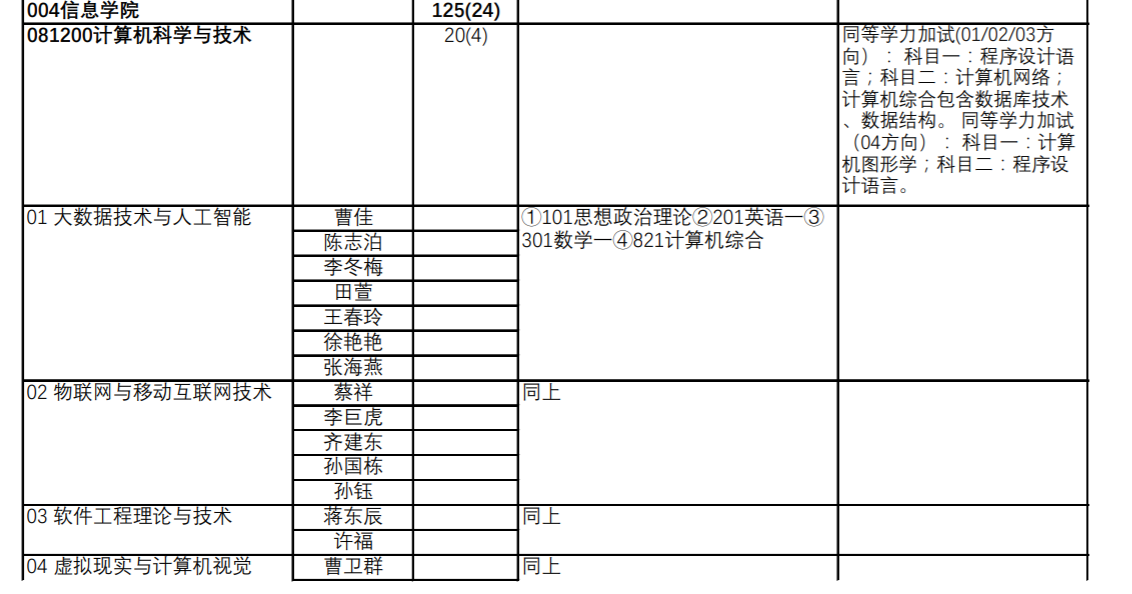 004信息学院 125(24)
081200计算机科学与技术 20(4) 同等学力加试(01/02/03方
向）：科目一：程序设计语
言；科目二：计算机网络；
计算机综合包含数据库技术
、数据结构。 同等学力加试
（04方向）：科目一：计算
机图形学；科目二：程序设
计语言。
01 大数据技术与人工智能 曹佳 ①101思想政治理论②201英语一③
陈志泊 301数学一④821计算机综合
李冬梅
田萱
王春玲
徐艳艳
张海燕
02 物联网与移动互联网技术 蔡祥 同上
李巨虎
齐建东
孙国栋
孙钰
03 软件工程理论与技术 蒋东辰 同上
许福
04 虚拟现实与计算机视觉 曹卫群 同上